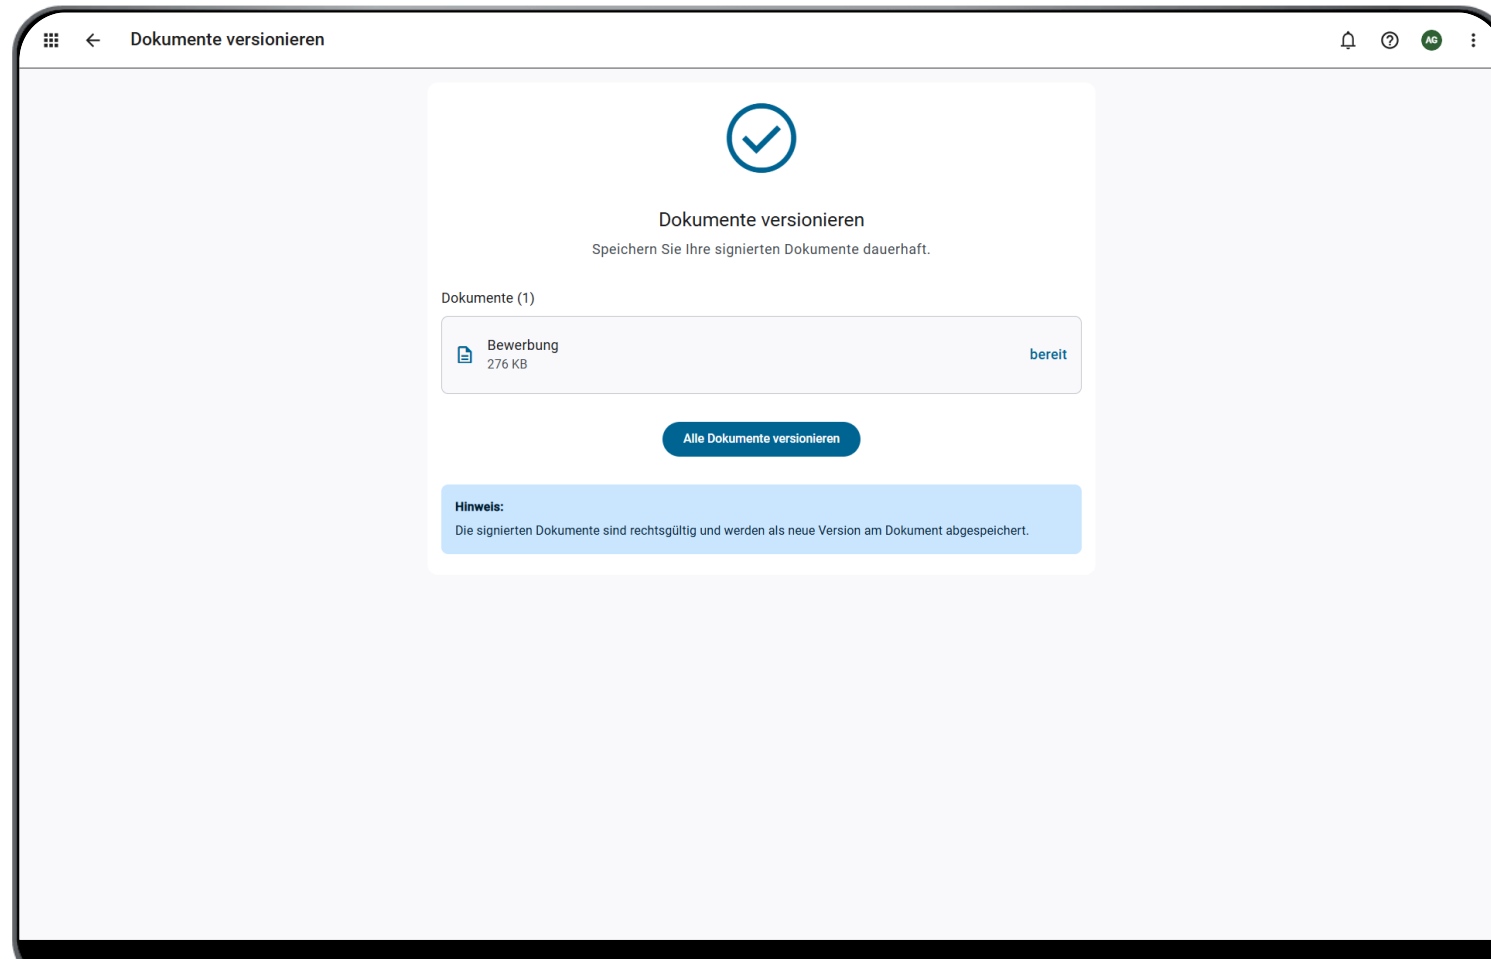 Dokumente versionieren
AG
Dokumente versionieren
Speichern Sie Ihre signierten Dokumente dauerhaft.
Dokumente (1)
Bewerbung
276 KB
bereit
Alle Dokumente versionieren
Hinweis:
Die signierten Dokumente sind rechtsgültig und werden als neue Version am Dokument abgespeichert.